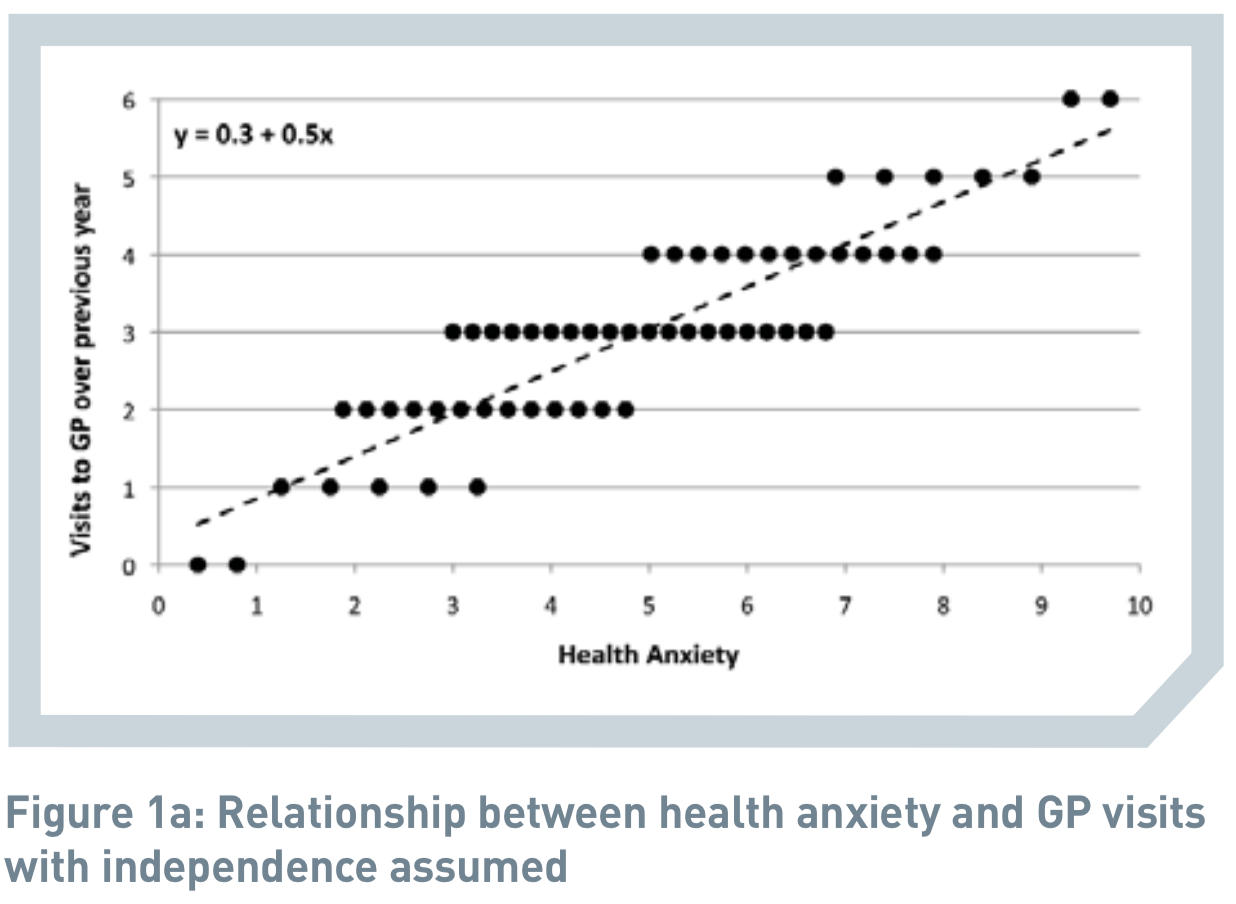 y = 0.3 + 0.5x
Visits to GP over previous year
6
5
4
3
2
1
0
0 1 2 3 4 5 6 7 8 9 10
Health Anxiety
Figure 1a: Relationship between health anxiety and GP visits
with independence assumed